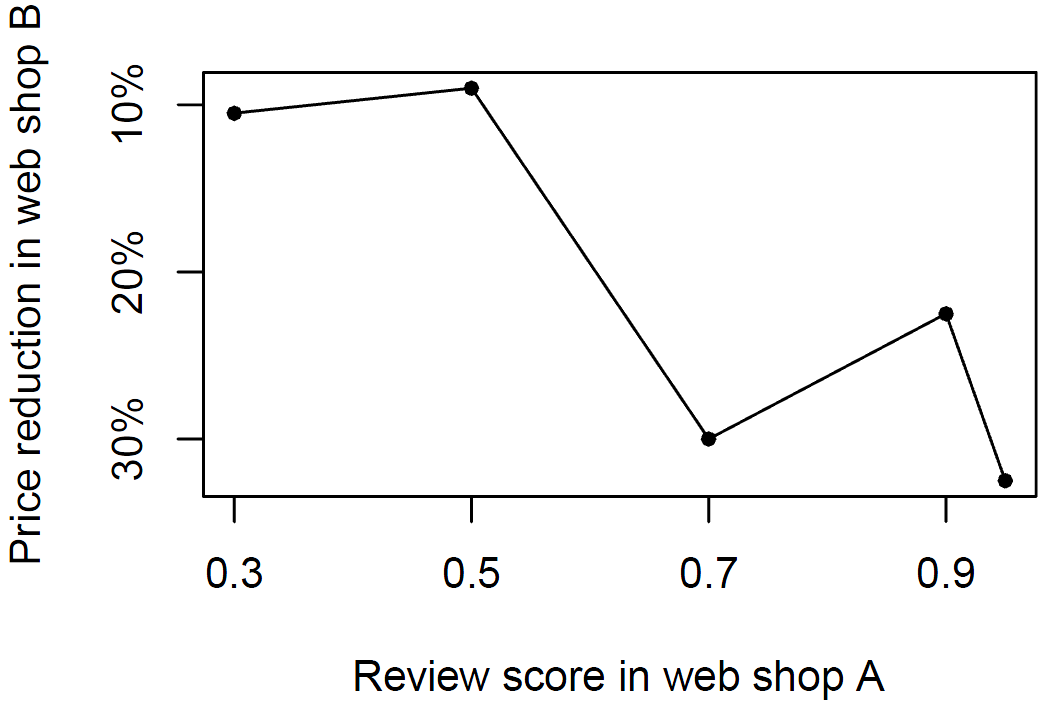 Price reduction in web shop B
10%
20%
30%
0.3 0.5 0.7 0.9
Review score in web shop A